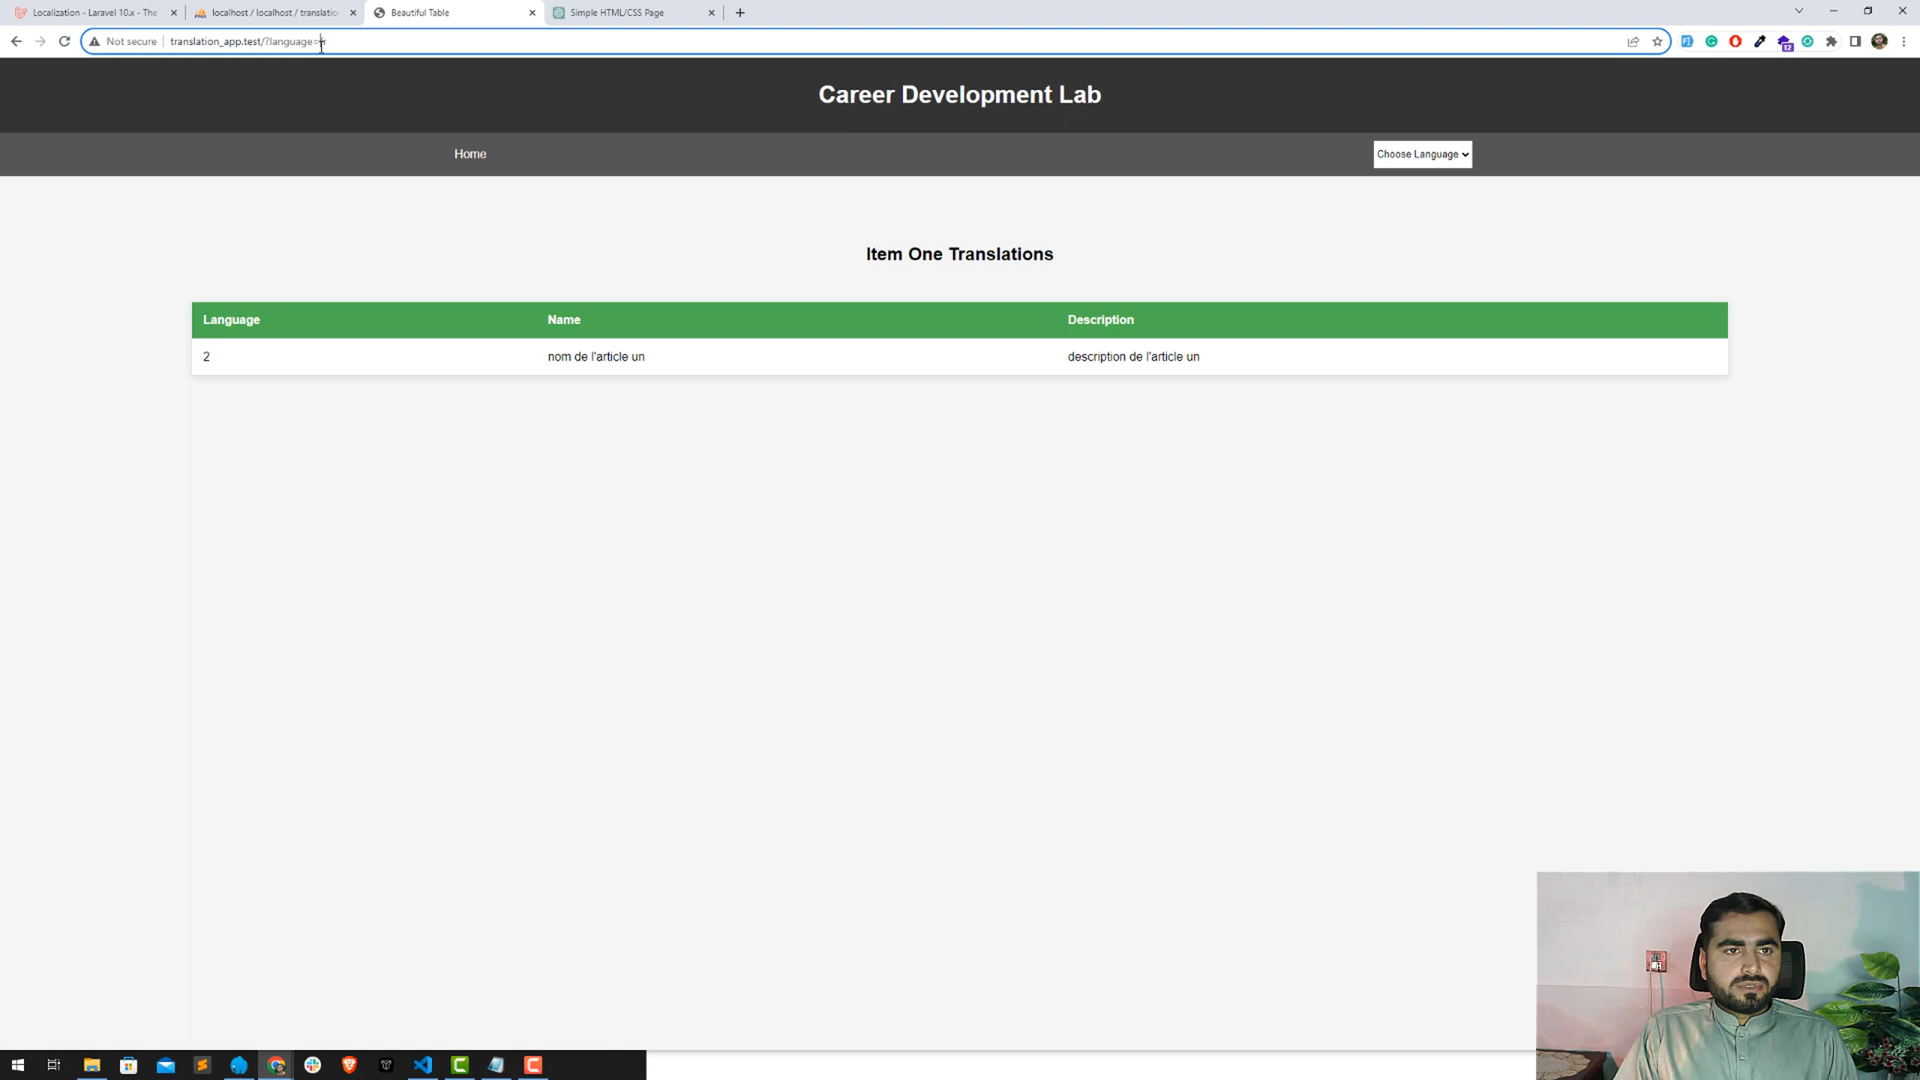 Localization - Laravel 10.x - The
localhost / localhost / translatio
Beautiful Table
Simple HTML/CSS Page
Not secure
translation_app.test/?language=
12
Career Development Lab
Home
Choose Language
Item One Translations
Language Name Description
2 nom de l'article un description de l'article un